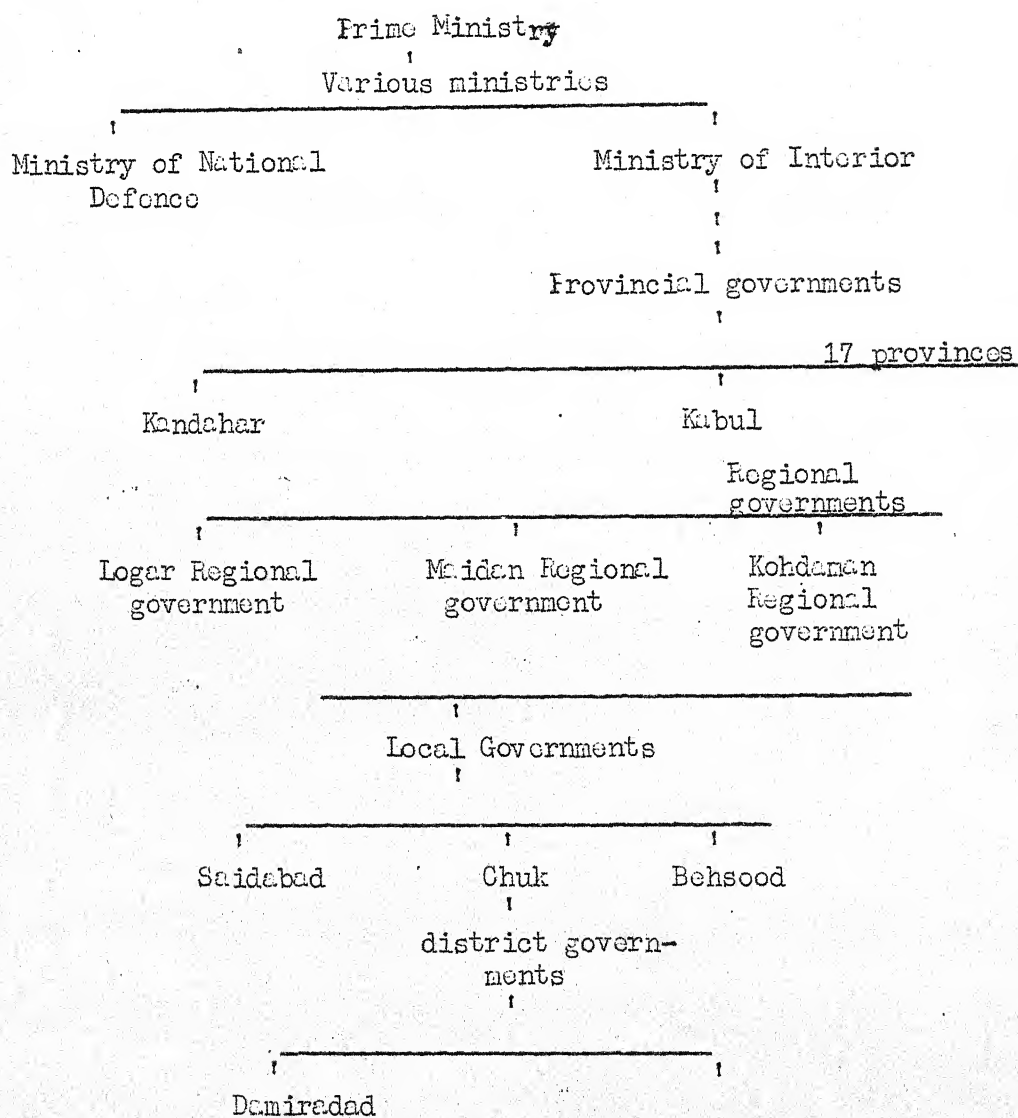 Prime Ministry
Various ministries
Ministry of National
Defence
Ministry of Interior
Provincial governments
17 provinces
Kandahar
Kabul
Regional
governments
Logar Regional
government
Maidan Regional
government
Kohdaman
Regional
government
Local Governments
Saidabad
Chuk
Behsood
district govern-
ments
Damiradad